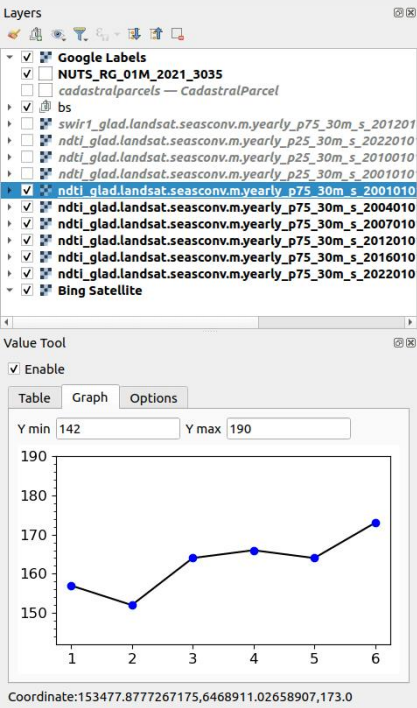 Layers
Google Labels
NUTS_RG_01M_2021_3035
cadastralparcels — CadastralParcel
bs
swir1_glad.landsat.seasconv.m.yearly_p75_30m_s_201201
ndti_glad.landsat.seasconv.m.yearly_p25_30m_s_2022010
ndti_glad.landsat.seasconv.m.yearly_p25_30m_s_2010010
ndti_glad.landsat.seasconv.m.yearly_p25_30m_s_2001010
ndti_glad.landsat.seasconv.m.yearly_p75_30m_s_2001010
ndti_glad.landsat.seasconv.m.yearly_p75_30m_s_2004010
ndti_glad.landsat.seasconv.m.yearly_p75_30m_s_2007010
ndti_glad.landsat.seasconv.m.yearly_p75_30m_s_2012010
ndti_glad.landsat.seasconv.m.yearly_p75_30m_s_2016010
ndti_glad.landsat.seasconv.m.yearly_p75_30m_s_2022010
Bing Satellite
Value Tool
Enable
Table Graph Options
Y min 142 Y max 190
190
180
170
160
150
1 2 3 4 5 6
Coordinate:153477.8777267175,6468911.02658907,173.0